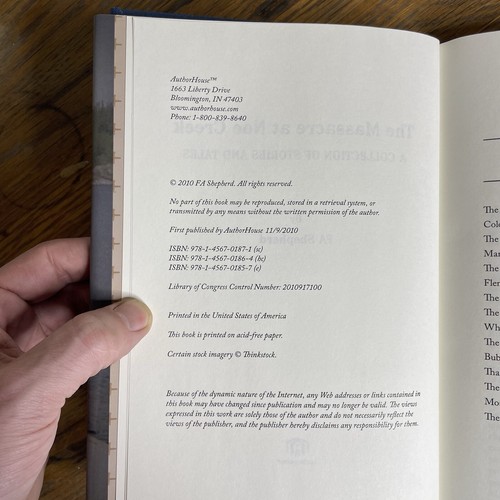 AuthorHouse™
1663 Liberty Drive
Bloomington, IN 47403
www.authorhouse.com
Phone: 1-800-839-8640
© 2010 FA Shepherd. All rights reserved.
No part of this book may be reproduced, stored in a retrieval system, or
transmitted by any means without the written permission of the author.
First published by AuthorHouse 11/9/2010
ISBN: 978-1-4567-0187-1 (sc)
ISBN: 978-1-4567-0186-4 (hc)
ISBN: 978-1-4567-0185-7 (e)
Library of Congress Control Number: 2010917100
Printed in the United States of America
This book is printed on acid-free paper.
Certain stock imagery © Thinkstock.
Because of the dynamic nature of the Internet, any Web addresses or links contained in
this book may have changed since publication and may no longer be valid. The views
expressed in this work are solely those of the author and do not necessarily reflect the
views of the publisher, and the publisher hereby disclaims any responsibility for them.
The
The
The
The
The
The
The